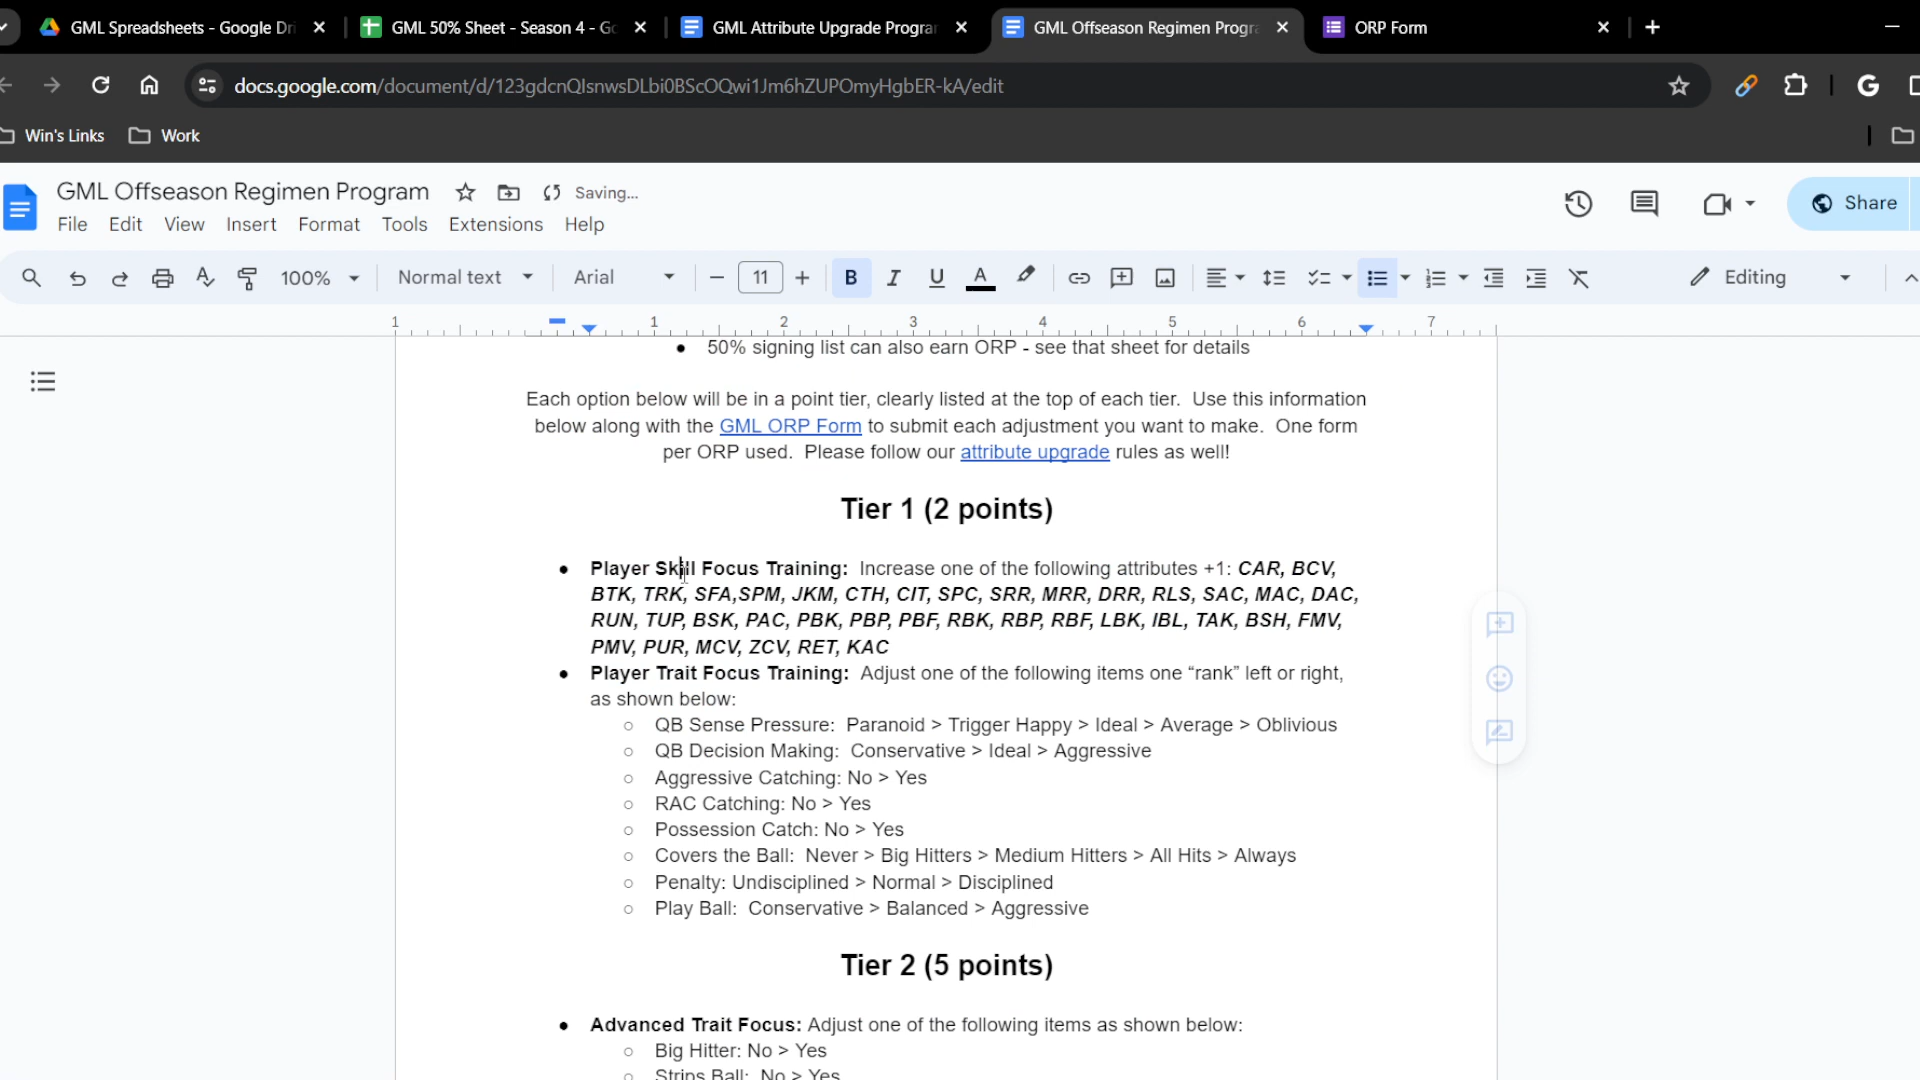 GML Spreadsheets - Google Dri
GML 50% Sheet - Season 4 - Go
GML Attribute Upgrade Program
GML Offseason Regimen Progra
ORP Form
docs.google.com/document/d/123gdcnQIsnwsDLbi0BScOQwi1Jm6hZUPOmyHgbER-kA/edit
Win's Links
Work
GML Offseason Regimen Program
Saving...
Share
File Edit View Insert Format Tools Extensions Help
100% Normal text Arial 11 Editing
1 1 2 3 4 5 6 7
● 50% signing list can also earn ORP - see that sheet for details
Each option below will be in a point tier, clearly listed at the top of each tier. Use this information
below along with the GML ORP Form to submit each adjustment you want to make. One form
per ORP used. Please follow our attribute upgrade rules as well!
Tier 1 (2 points)
● Player Skill Focus Training: Increase one of the following attributes +1: CAR, BCV,
BTK, TRK, SFA,SPM, JKM, CTH, CIT, SPC, SRR, MRR, DRR, RLS, SAC, MAC, DAC,
RUN, TUP, BSK, PAC, PBK, PBP, PBF, RBK, RBP, RBF, LBK, IBL, TAK, BSH, FMV,
PMV, PUR, MCV, ZCV, RET, KAC
● Player Trait Focus Training: Adjust one of the following items one “rank” left or right,
as shown below:
○ QB Sense Pressure: Paranoid > Trigger Happy > Ideal > Average > Oblivious
○ QB Decision Making: Conservative > Ideal > Aggressive
○ Aggressive Catching: No > Yes
○ RAC Catching: No > Yes
○ Possession Catch: No > Yes
○ Covers the Ball: Never > Big Hitters > Medium Hitters > All Hits > Always
○ Penalty: Undisciplined > Normal > Disciplined
○ Play Ball: Conservative > Balanced > Aggressive
Tier 2 (5 points)
● Advanced Trait Focus: Adjust one of the following items as shown below:
○ Big Hitter: No > Yes
○ Strips Ball: No > Yes